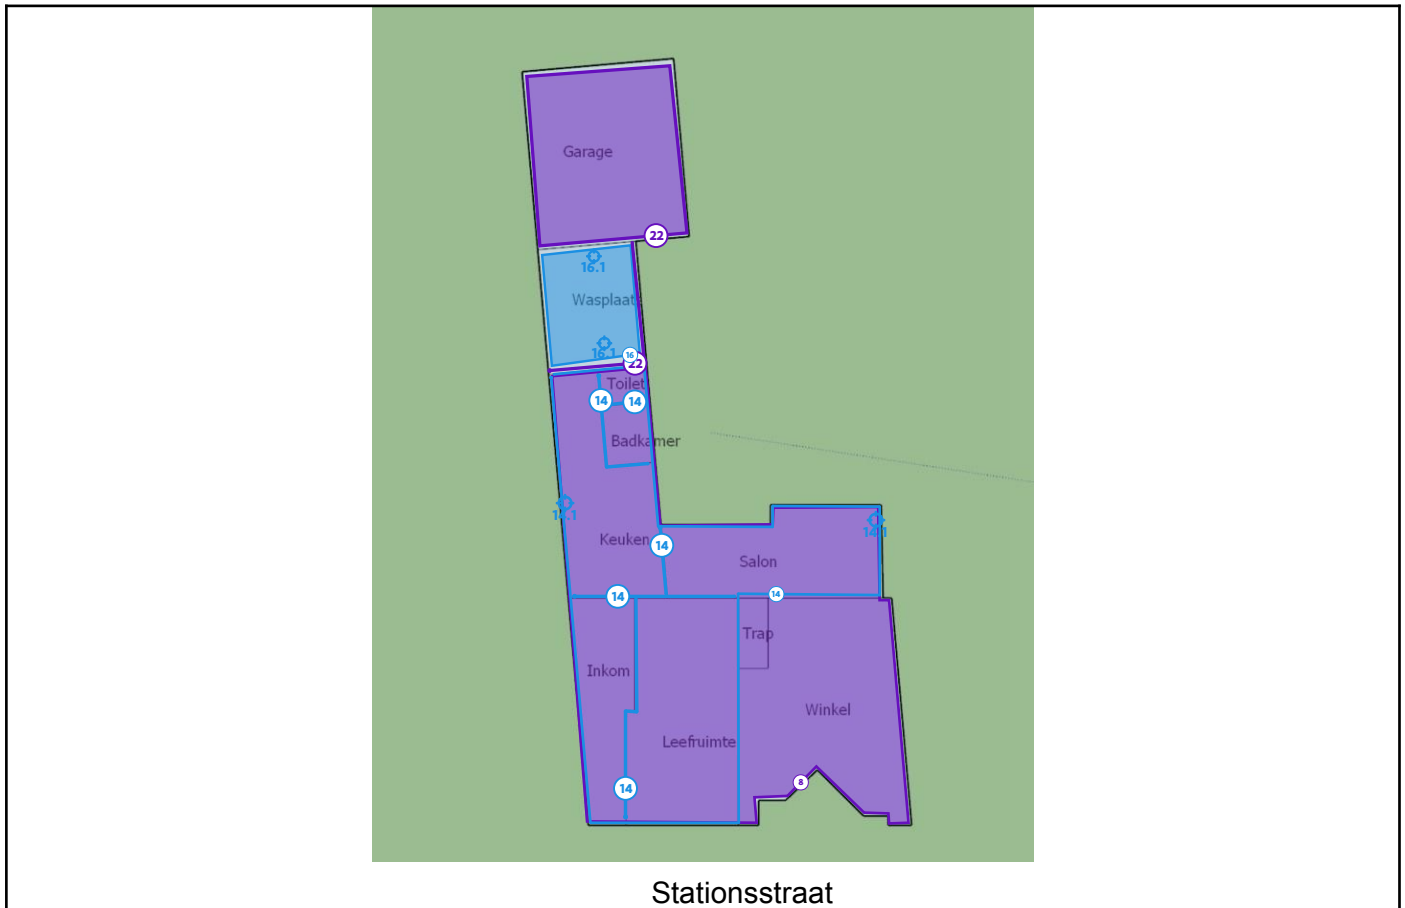 Garage
22
16.1
Wasplaat
16.1
16
22
Toilet
14
14
Badkamer
14.1
14.1
Keuken
14
Salon
14
14
Trap
Inkom
Winkel
Leefruimte
8
14
Stationsstraat